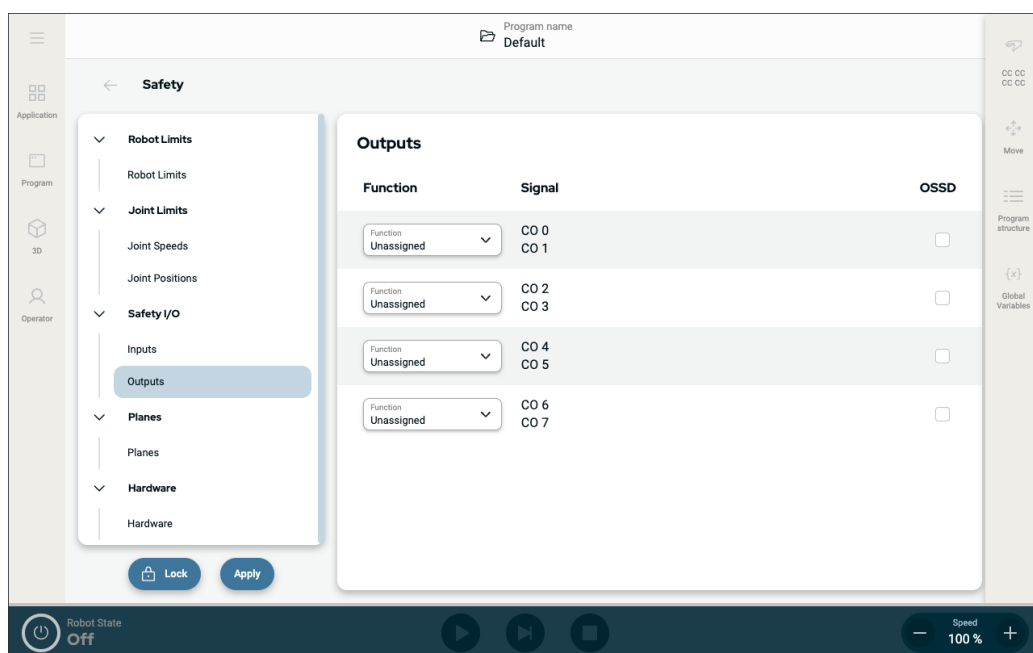 Program name
Default
Safety
Application
Program
3D
Operator
Robot Limits
Robot Limits
Joint Limits
Joint Speeds
Joint Positions
Safety I/O
Inputs
Outputs
Planes
Planes
Hardware
Hardware
Lock
Apply
Outputs
Function Signal OSSD
Function
Unassigned
CO 0
CO 1
Function
Unassigned
CO 2
CO 3
Function
Unassigned
CO 4
CO 5
Function
Unassigned
CO 6
CO 7
CC CC
CC CC
Move
Program
structure
{x}
Global
Variables
Robot State
Off
Speed
100 %